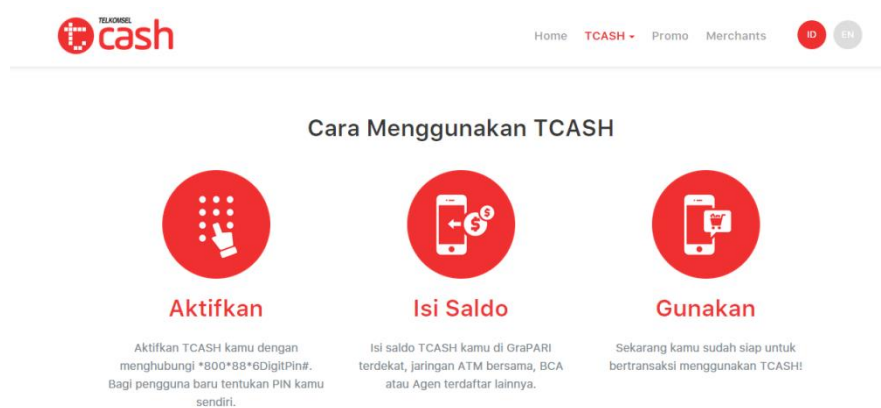 TELKOMSEL
t cash
Home TCASH Promo Merchants ID EN
Cara Menggunakan TCASH
Aktifkan
Aktifkan TCASH kamu dengan
menghubungi *800*88*6DigitPin#.
Bagi pengguna baru tentukan PIN kamu
sendiri.
Isi Saldo
Isi saldo TCASH kamu di GraPARI
terdekat, jaringan ATM bersama, BCA
atau Agen terdaftar lainnya.
Gunakan
Sekarang kamu sudah siap untuk
bertransaksi menggunakan TCASH!